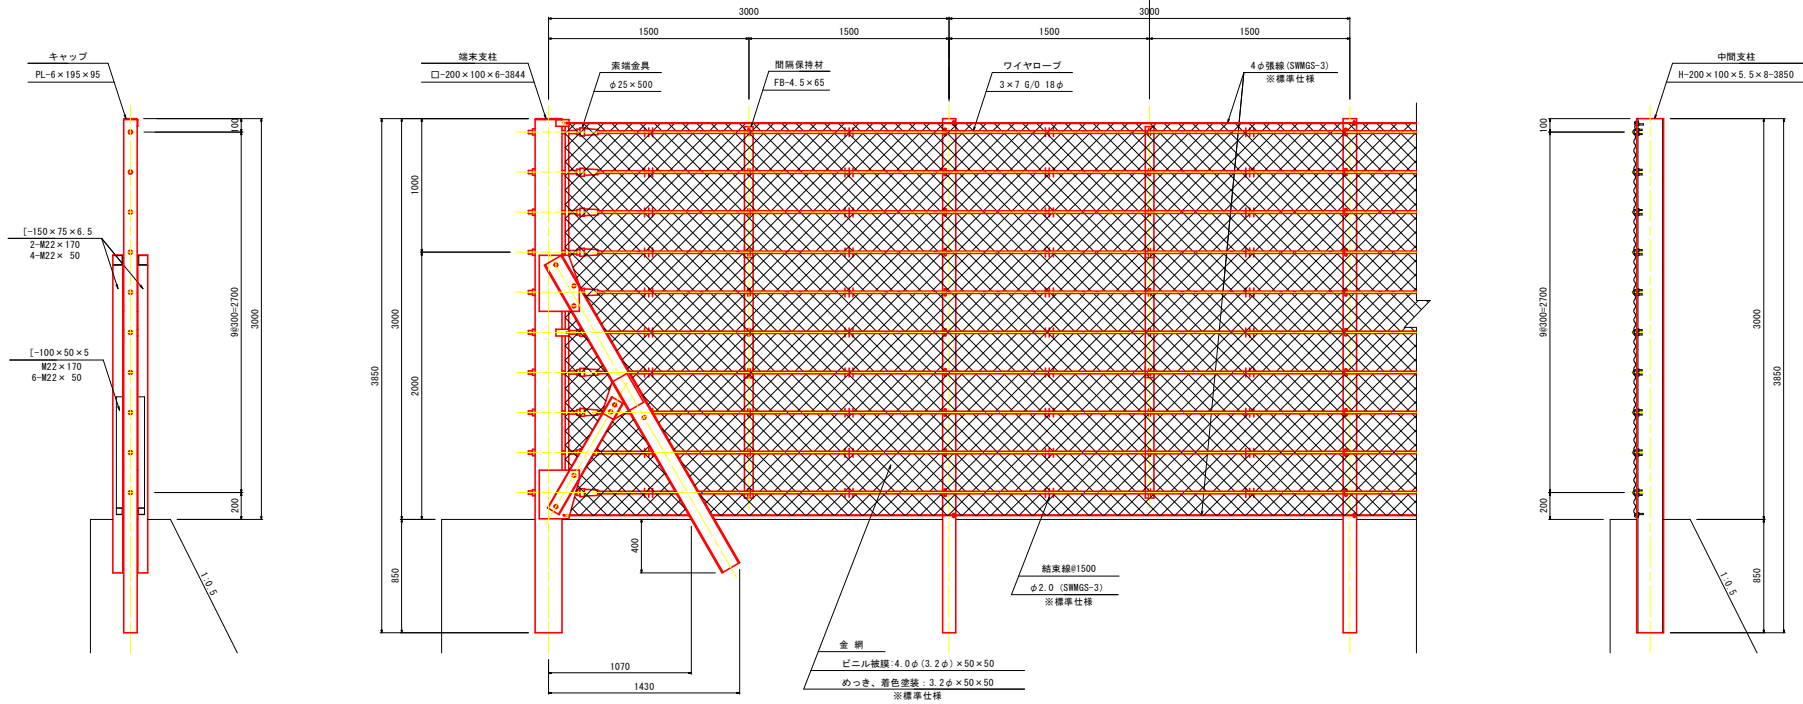 キャップ
PL-6×195×95
100
[-150×75×6.5
2-M22×170
4-M22× 50
9@300=2700
3000
[-100×50×5
M22×170
6-M22× 50
200
1:0.5
3000
3000
1500
1500
1500
1500
端末支柱
□-200×100×6-3844
索端金具
φ25×500
間隔保持材
FB-4.5×65
ワイヤロープ
3×7 G/O 18φ
4φ張線(SWMGS-3)
※標準仕様
1000
3000
3850
2000
850
400
1070
1430
結束線@1500
φ2.0 (SWMGS-3)
※標準仕様
金 網
ビニル被膜:4.0φ(3.2φ)×50×50
めっき、着色塗装:3.2φ×50×50
※標準仕様
中間支柱
H-200×100×5.5×8-3850
100
9@300=2700
3000
3850
200
850
1:0.5